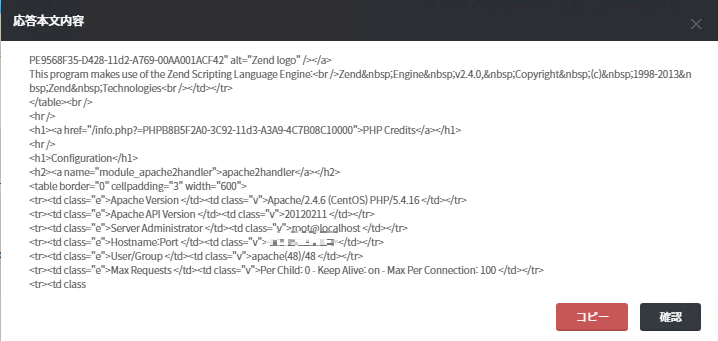 応答本文内容
PE9568F35-D428-11d2-A769-00AA001ACF42" alt="Zend logo" /></a>
This program makes use of the Zend Scripting Language Engine:<br />Zend&nbsp;Engine&nbsp;v2.4.0,&nbsp;Copyright&nbsp;(c)&nbsp;1998-2013&n
bsp;Zend&nbsp;Technologies<br /></td></tr>
</table><br />
<hr />
<h1><a href="/info.php?=PHPB8B5F2A0-3C92-11d3-A3A9-4C7B08C10000">PHP Credits</a></h1>
<hr />
<h1>Configuration</h1>
<h2><a name="module_apache2handler">apache2handler</a></h2>
<table border="0" cellpadding="3" width="600">
<tr><td class="e">Apache Version </td><td class="v">Apache/2.4.6 (CentOS) PHP/5.4.16 </td></tr>
<tr><td class="e">Apache API Version </td><td class="v">20120211 </td></tr>
<tr><td class="e">Server Administrator </td><td class="v">root@localhost </td></tr>
<tr><td class="e">Hostname:Port </td><td class="v"> </td></tr>
<tr><td class="e">User/Group </td><td class="v">apache(48)/48 </td></tr>
<tr><td class="e">Max Requests </td><td class="v">Per Child: 0 - Keep Alive: on - Max Per Connection: 100 </td></tr>
<tr><td class
コピー
確認